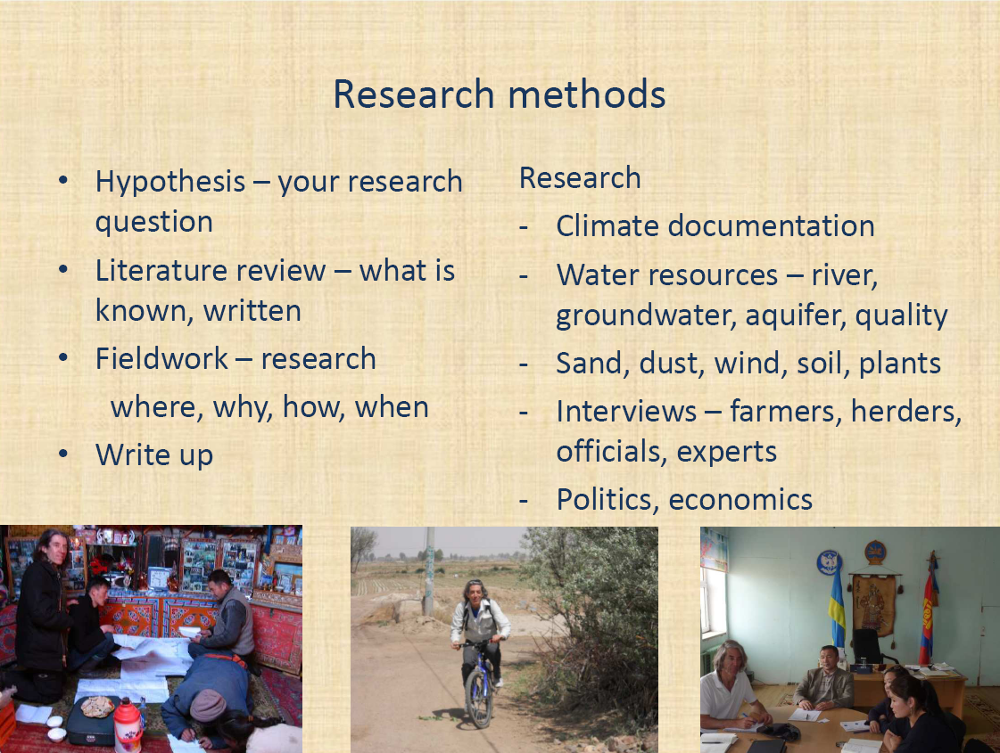 Research methods
• Hypothesis – your research
question
• Literature review – what is
known, written
• Fieldwork – research
where, why, how, when
• Write up
Research
- Climate documentation
- Water resources – river,
groundwater, aquifer, quality
- Sand, dust, wind, soil, plants
- Interviews – farmers, herders,
officials, experts
- Politics, economics